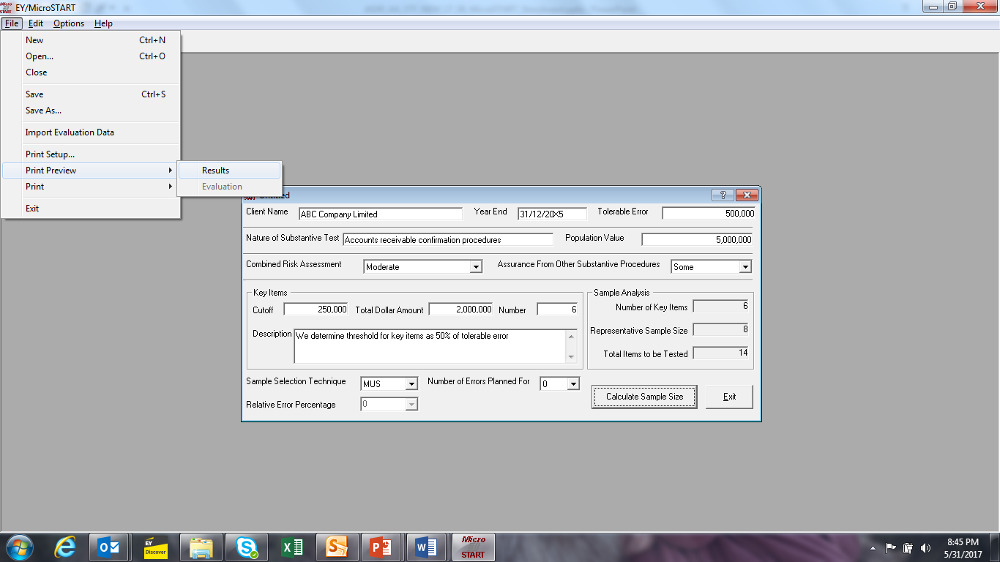 Micro START EY/MicroSTART
File Edit Options Help
New Ctrl+N
Open... Ctrl+O
Close
Save Ctrl+S
Save As...
Import Evaluation Data
Print Setup...
Print Preview
Print
Exit
Results
Evaluation
Untitled
Client Name ABC Company Limited Year End 31/12/20X5 Tolerable Error 500,000
Nature of Substantive Test Accounts receivable confirmation procedures Population Value 5,000,000
Combined Risk Assessment Moderate Assurance From Other Substantive Procedures Some
Key Items
Cutoff 250,000 Total Dollar Amount 2,000,000 Number 6
Description We determine threshold for key items as 50% of tolerable error
Sample Analysis
Number of Key Items 6
Representative Sample Size 8
Total Items to be Tested 14
Sample Selection Technique MUS Number of Errors Planned For 0
Relative Error Percentage 0
Calculate Sample Size Exit
EY
Discover
Micro
START
8:45 PM
5/31/2017